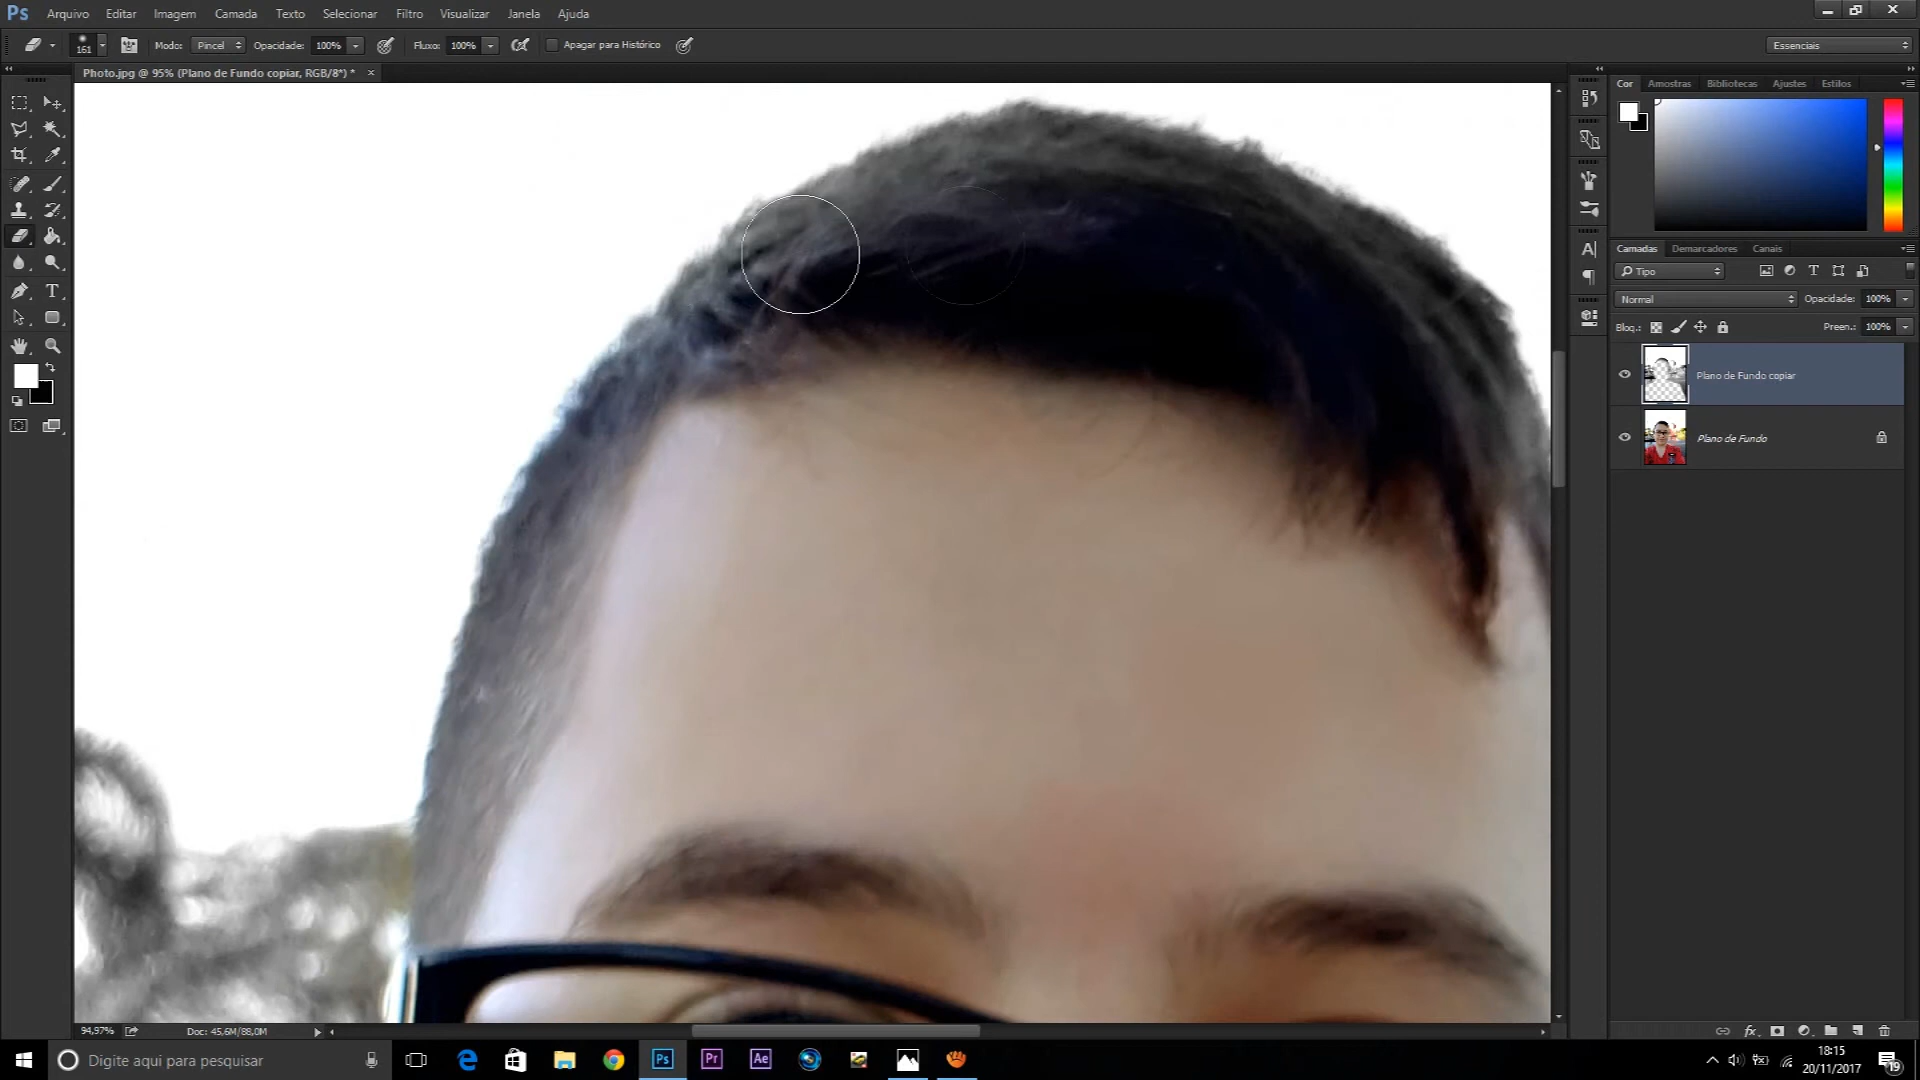 Ps Arquivo Editar Imagem Camada Texto Selecionar Filtro Visualizar Janela Ajuda
161 Modo: Pincel Opacidade: 100% Fluxo: 100% Apagar para Histórico Essenciais
Photo.jpg @ 95% (Plano de Fundo copiar, RGB/8*) * ×
Cor Amostras Bibliotecas Ajustes Estilos
Camadas Demarcadores Canais
Tipo
Normal Opacidade: 100%
Bloq.: Preen.: 100%
Plano de Fundo copiar
Plano de Fundo
94,97% Doc: 45,6M/88,0M
Digite aqui para pesquisar
Ps Pr Ae
18:15
20/11/2017
19